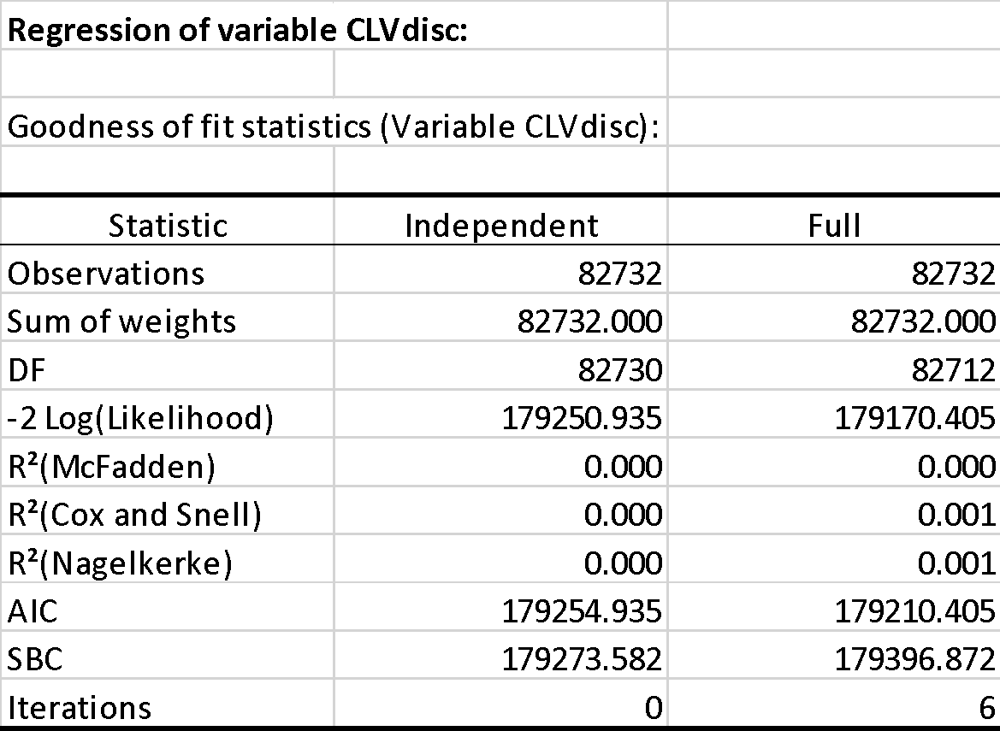 Regression of variable CLVdisc:
Goodness of fit statistics (Variable CLVdisc):
Statistic Independent Full
Observations 82732 82732
Sum of weights 82732.000 82732.000
DF 82730 82712
-2 Log(Likelihood) 179250.935 179170.405
R²(McFadden) 0.000 0.000
R²(Cox and Snell) 0.000 0.001
R²(Nagelkerke) 0.000 0.001
AIC 179254.935 179210.405
SBC 179273.582 179396.872
Iterations 0 6